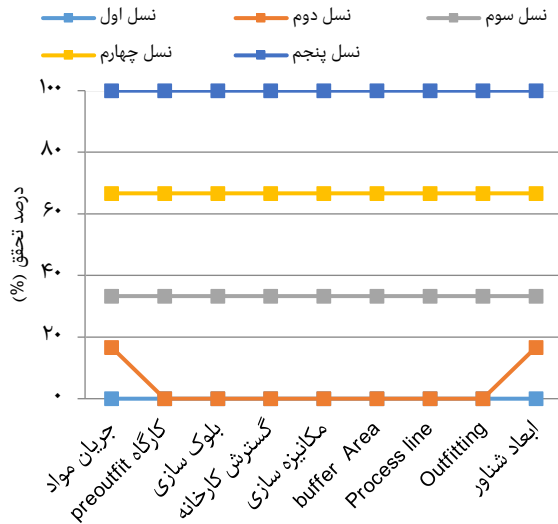 نسل اول نسل دوم نسل سوم
نسل چهارم نسل پنجم
درصد تحقق (%)
۱۰۰
۸۰
۶۰
۴۰
۲۰
۰
جریان مواد
کارگاه preoutfit
بلوک سازی
گسترش کارخانه
مکانیزه سازی
buffer Area
Process line
Outfitting
ابعاد شناور